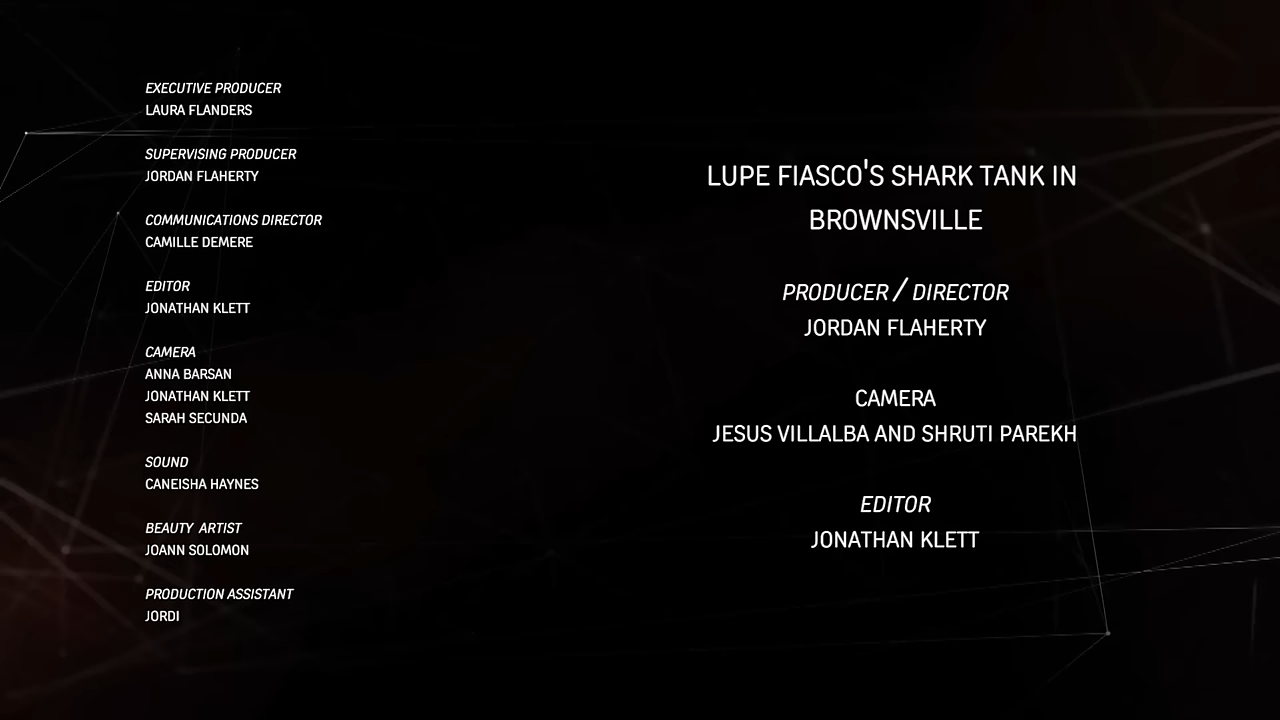 EXECUTIVE PRODUCER
LAURA FLANDERS
SUPERVISING PRODUCER
JORDAN FLAHERTY
COMMUNICATIONS DIRECTOR
CAMILLE DEMERE
EDITOR
JONATHAN KLETT
CAMERA
ANNA BARSAN
JONATHAN KLETT
SARAH SECUNDA
SOUND
CANEISHA HAYNES
BEAUTY ARTIST
JOANN SOLOMON
PRODUCTION ASSISTANT
JORDI
LUPE FIASCO'S SHARK TANK IN
BROWNSVILLE
PRODUCER / DIRECTOR
JORDAN FLAHERTY
CAMERA
JESUS VILLALBA AND SHRUTI PAREKH
EDITOR
JONATHAN KLETT